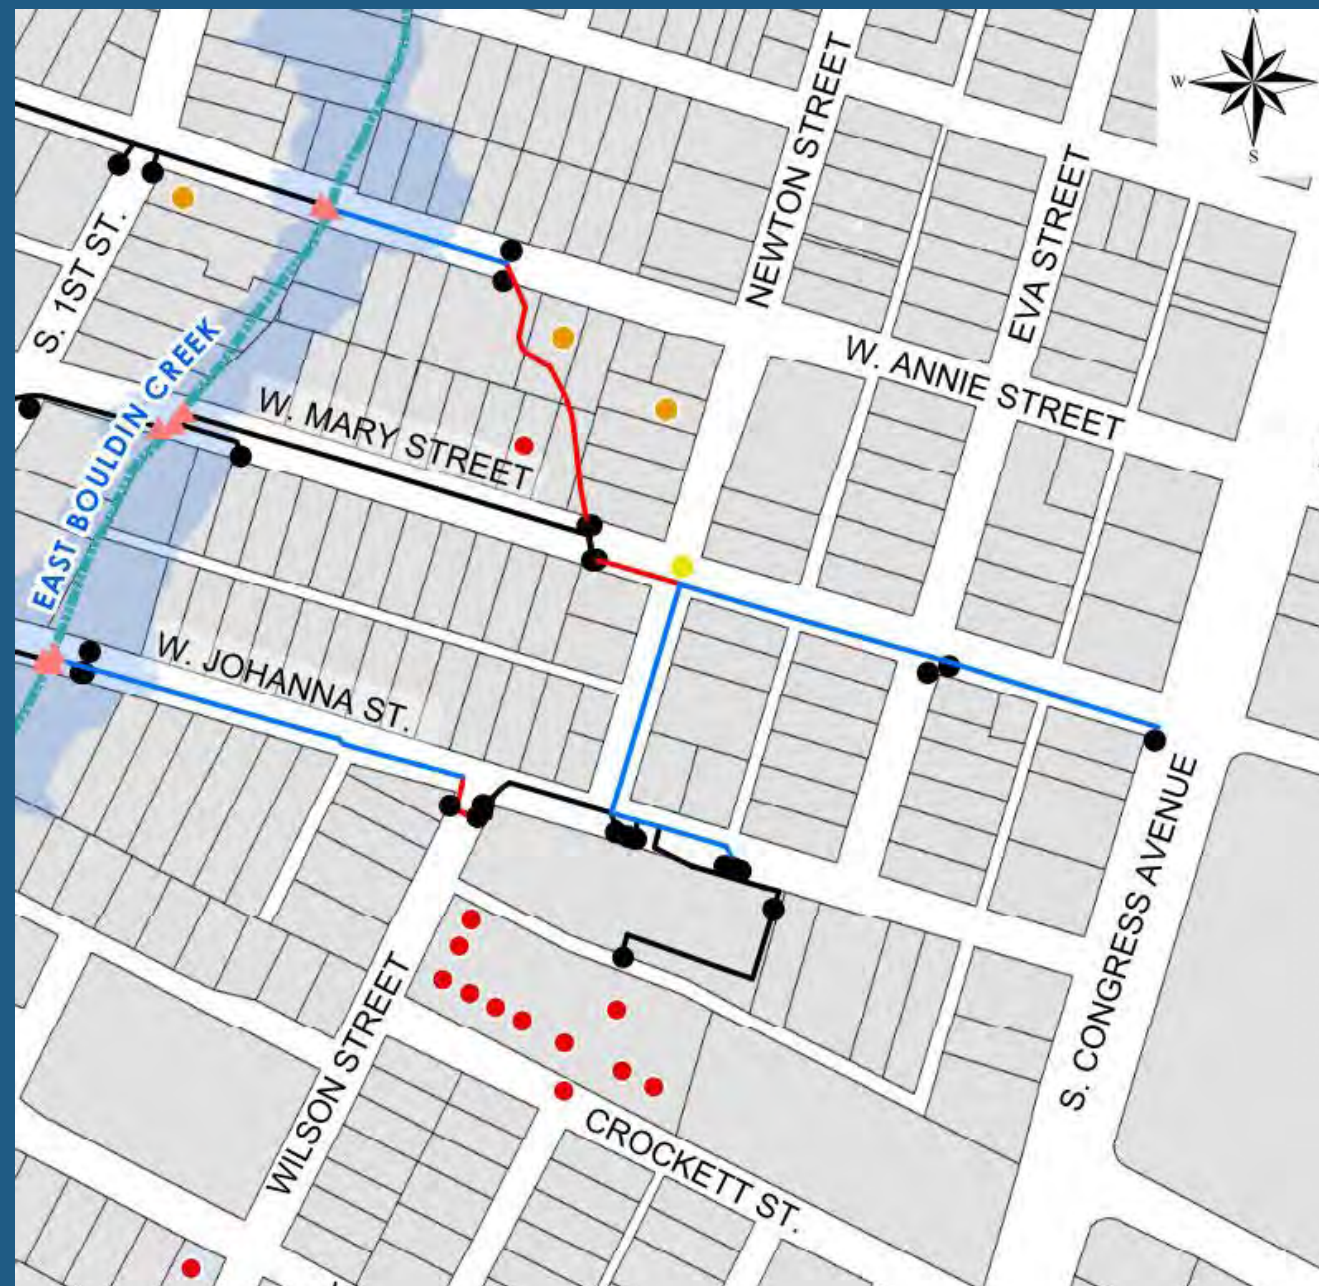 W
S
NEWTON STREET
EVA STREET
S. 1ST ST.
W. ANNIE STREET
EAST BOULDIN CREEK
W. MARY STREET
W. JOHANNA ST.
S. CONGRESS AVENUE
WILSON STREET
CROCKETT ST.